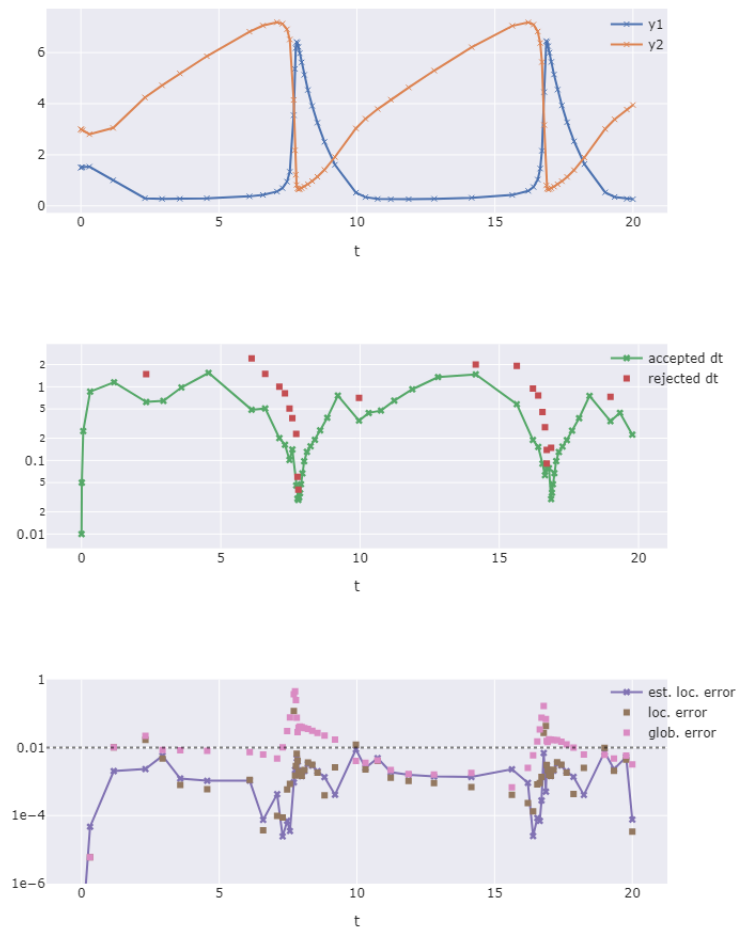 y1
y2
6
4
2
0
0 5 10 15 20
t
accepted dt
rejected dt
2
1
5
2
0.1
5
2
0.01
0 5 10 15 20
t
est. loc. error
loc. error
glob. error
1
0.01
1e−4
1e−6
0 5 10 15 20
t